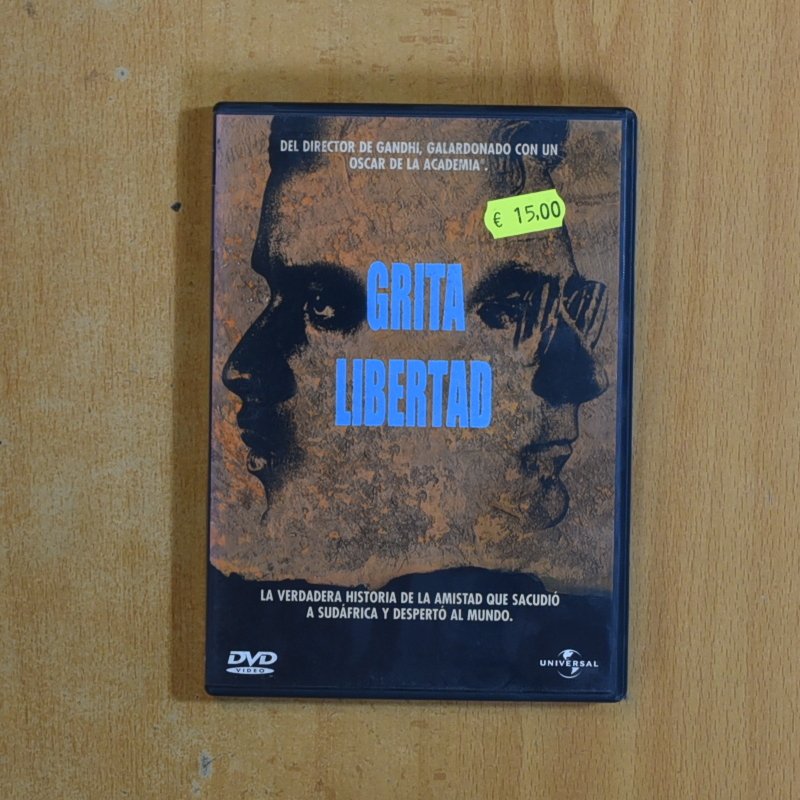 DEL DIRECTOR DE GANDHI, GALARDONADO CON UN
OSCAR DE LA ACADEMIA®.
€ 15,00
GRITA
LIBERTAD
LA VERDADERA HISTORIA DE LA AMISTAD QUE SACUDIÓ
A SUDÁFRICA Y DESPERTÓ AL MUNDO.
DVD
VIDEO
UNIVERSAL